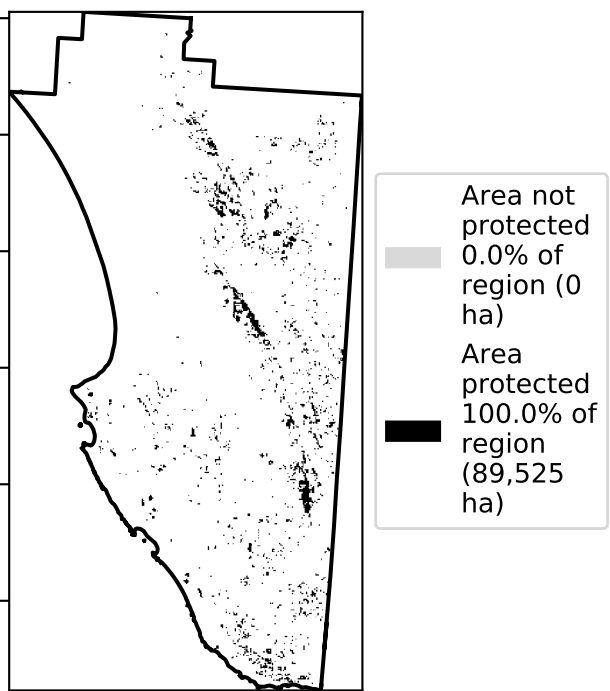 Area not
protected
0.0% of
region (0
ha)
Area
protected
100.0% of
region
(89,525
ha)